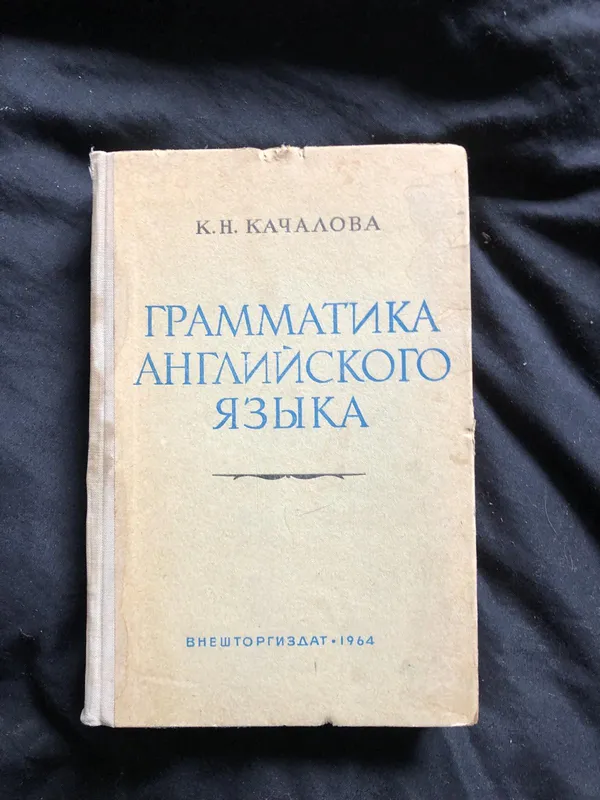 К. Н. КАЧАЛОВА
ГРАММАТИКА
АНГЛИЙСКОГО
ЯЗЫКА
ВНЕШТОРГИЗДАТ • 1964